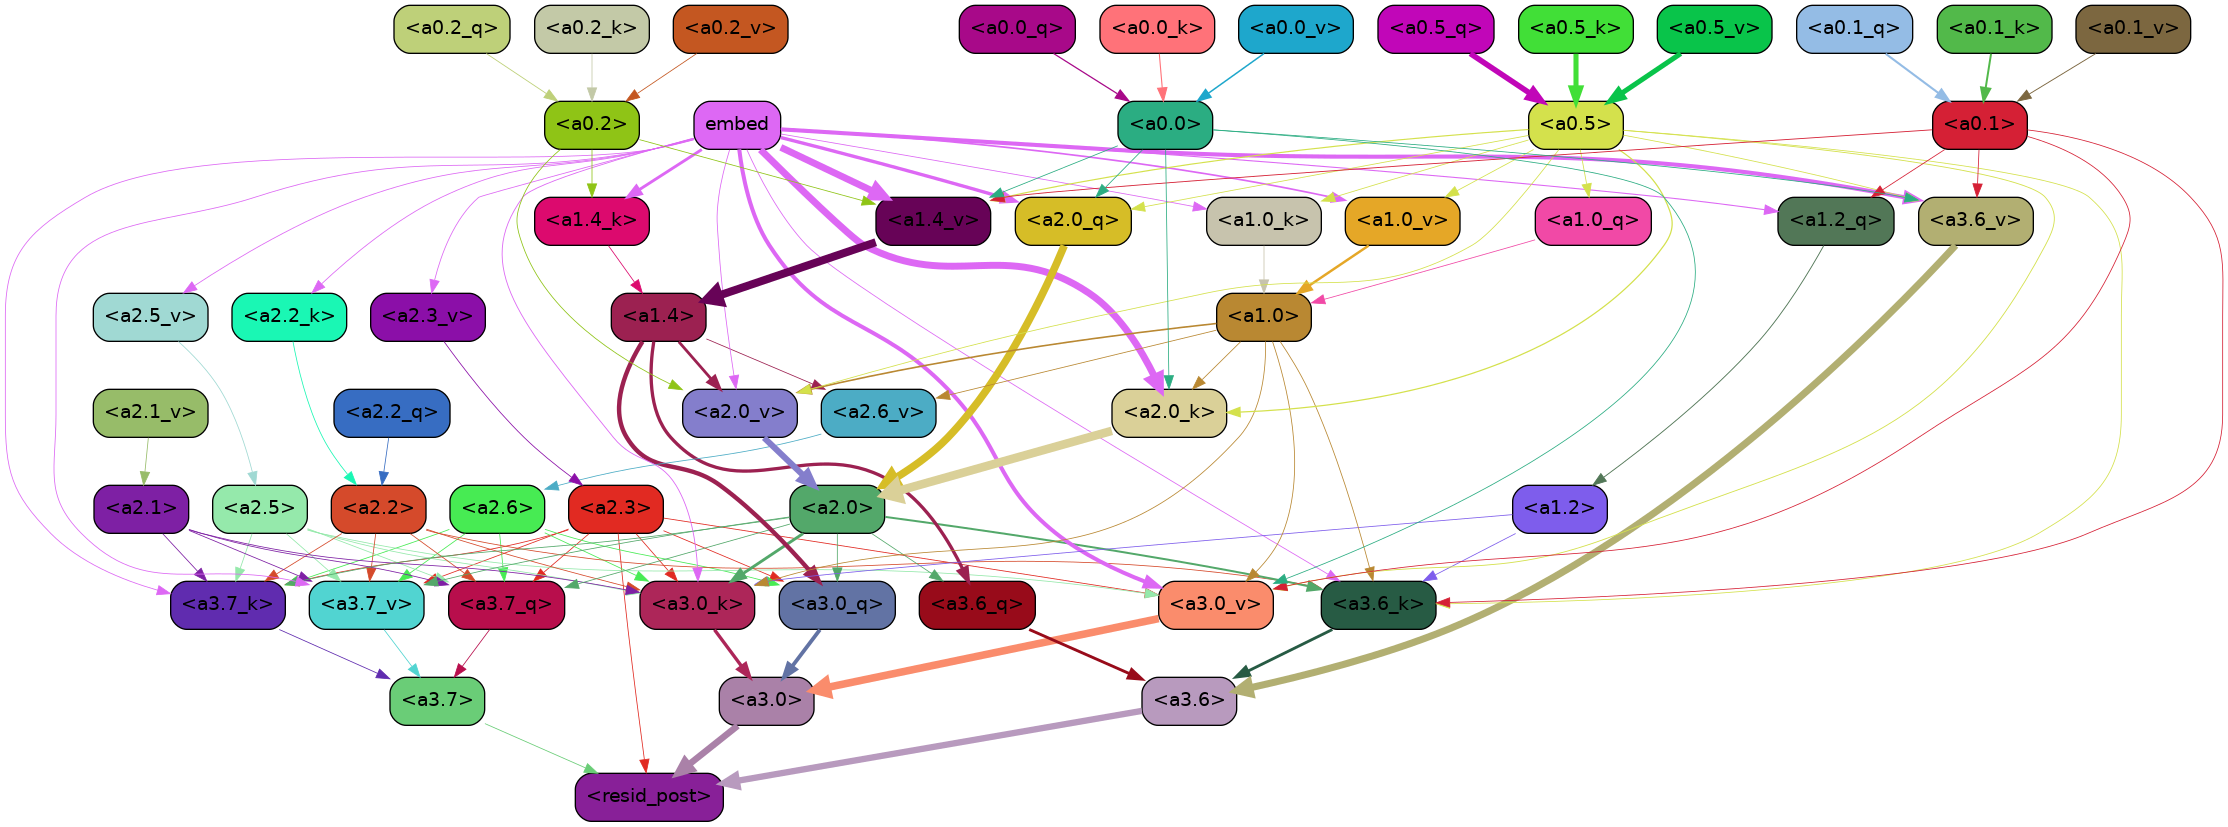 <a0.2_q> <a0.2_k> <a0.2_v> <a0.0_q> <a0.0_k> <a0.0_v> <a0.5_q> <a0.5_k> <a0.5_v> <a0.1_q> <a0.1_k> <a0.1_v>
<a0.2> embed <a0.0> <a0.5> <a0.1>
<a1.4_k> <a1.4_v> <a2.0_q> <a1.0_k> <a1.0_v> <a1.0_q> <a1.2_q> <a3.6_v>
<a2.5_v> <a2.2_k> <a2.3_v> <a1.4> <a1.0>
<a2.1_v> <a2.2_q> <a2.0_v> <a2.6_v> <a2.0_k>
<a2.1> <a2.5> <a2.2> <a2.6> <a2.3> <a2.0> <a1.2>
<a3.7_k> <a3.7_v> <a3.7_q> <a3.0_k> <a3.0_q> <a3.6_q> <a3.0_v> <a3.6_k>
<a3.7> <a3.0> <a3.6>
<resid_post>